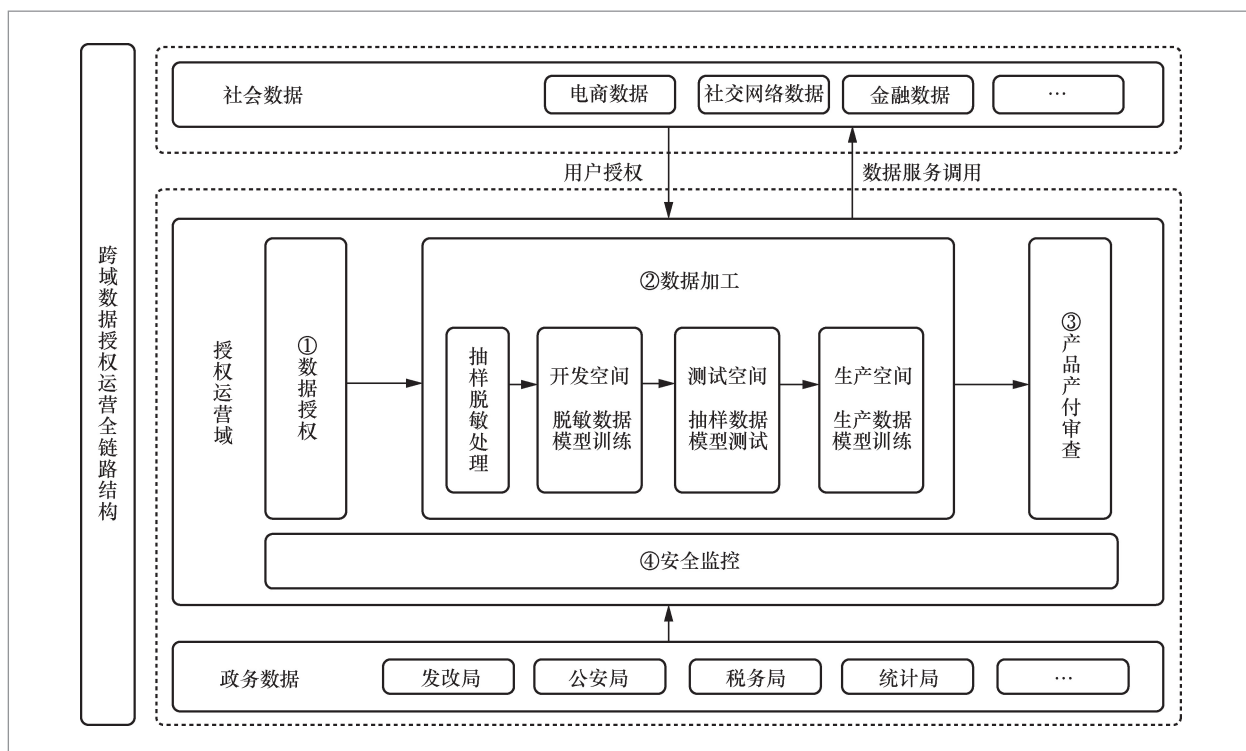 跨域数据授权运营全链路结构
社会数据
电商数据
社交网络数据
金融数据
…
用户授权
数据服务调用
授权运营域
①数据授权
②数据加工
抽样脱敏处理
开发空间
脱敏数据
模型训练
测试空间
抽样数据
模型测试
生产空间
生产数据
模型训练
③产品产付审查
④安全监控
政务数据
发改局
公安局
税务局
统计局
…